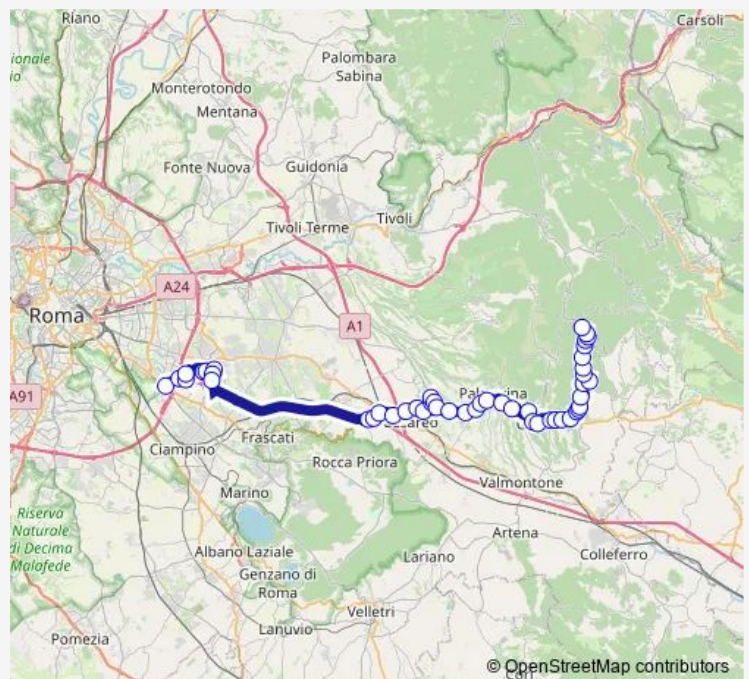 Riano
Carsoli
Palombara
Sabina
Monterotondo
Mentana
Fonte Nuova
Guidonia
Tivoli
Tivoli Terme
A24
Roma
A1
A91
Frascati
Ciampino
Rocca Priora
Valmontone
Marino
Riserva
Naturale
di Decima
Malafede
Artena
Albano Laziale
Lariano
Colleferro
Genzano di
Roma
Velletri
Lanuvio
Pomezia
© OpenStreetMap contributors